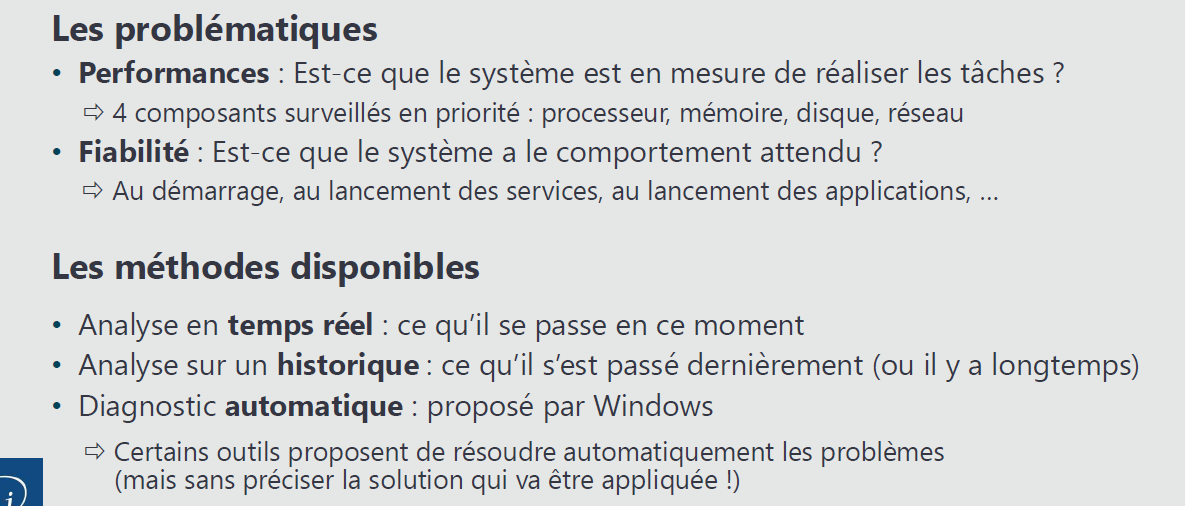 Les problématiques
• Performances : Est-ce que le système est en mesure de réaliser les tâches ?
⇨ 4 composants surveillés en priorité : processeur, mémoire, disque, réseau
• Fiabilité : Est-ce que le système a le comportement attendu ?
⇨ Au démarrage, au lancement des services, au lancement des applications, ...
Les méthodes disponibles
• Analyse en temps réel : ce qu’il se passe en ce moment
• Analyse sur un historique : ce qu’il s’est passé dernièrement (ou il y a longtemps)
• Diagnostic automatique : proposé par Windows
⇨ Certains outils proposent de résoudre automatiquement les problèmes
(mais sans préciser la solution qui va être appliquée !)
i